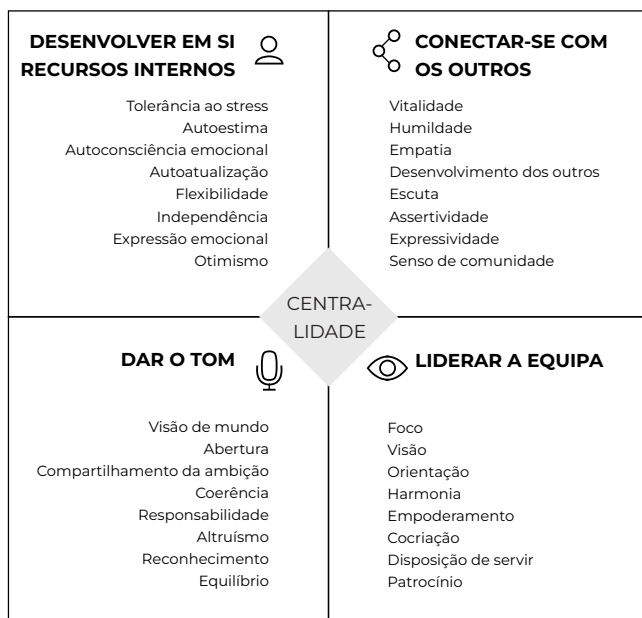 DESENVOLVER EM SI
RECURSOS INTERNOS
Tolerância ao stress
Autoestima
Autoconsciência emocional
Autoatualização
Flexibilidade
Independência
Expressão emocional
Otimismo
CONECTAR-SE COM
OS OUTROS
Vitalidade
Humildade
Empatia
Desenvolvimento dos outros
Escuta
Assertividade
Expressividade
Senso de comunidade
CENTRA-
LIDADE
DAR O TOM
Visão de mundo
Abertura
Compartilhamento da ambição
Coerência
Responsabilidade
Altruísmo
Reconhecimento
Equilíbrio
LIDERAR A EQUIPA
Foco
Visão
Orientação
Harmonia
Empoderamento
Cocriação
Disposição de servir
Patrocínio